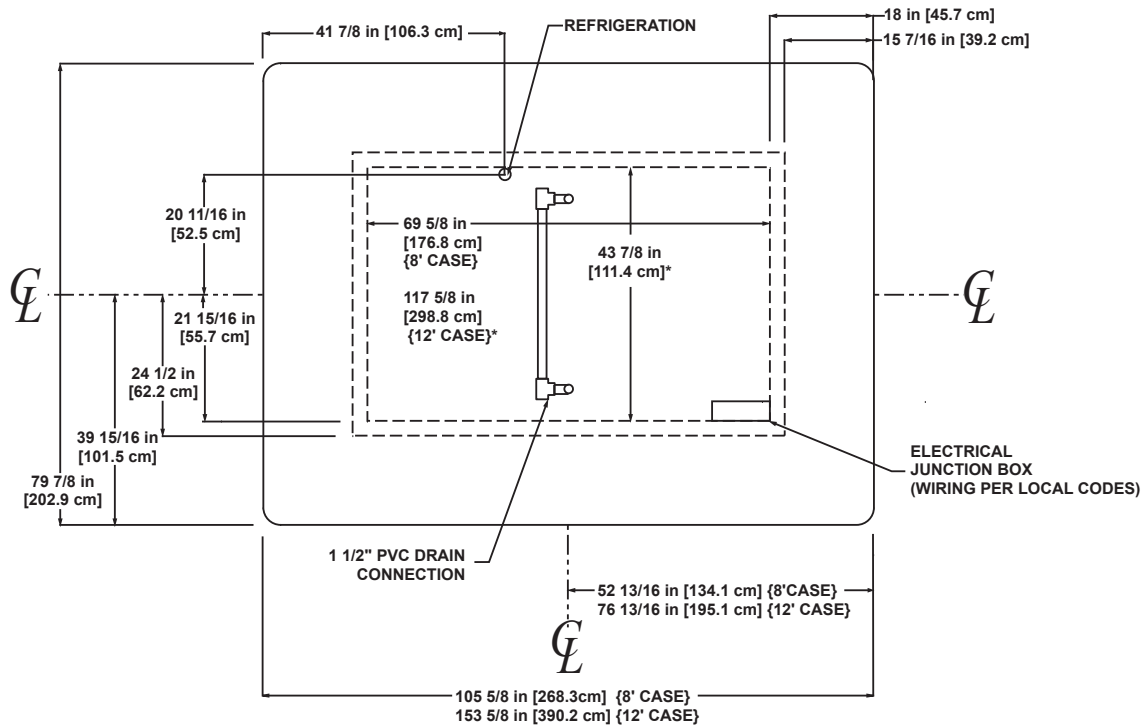 18 in [45.7 cm]
41 7/8 in [106.3 cm]
REFRIGERATION
15 7/16 in [39.2 cm]
20 11/16 in
[52.5 cm]
69 5/8 in
[176.8 cm]
{8' CASE}
43 7/8 in
[111.4 cm]*
117 5/8 in
[298.8 cm]
{12' CASE}*
CL
CL
21 15/16 in
[55.7 cm]
24 1/2 in
[62.2 cm]
39 15/16 in
[101.5 cm]
79 7/8 in
[202.9 cm]
ELECTRICAL
JUNCTION BOX
(WIRING PER LOCAL CODES)
1 1/2" PVC DRAIN
CONNECTION
52 13/16 in [134.1 cm] {8'CASE}
76 13/16 in [195.1 cm] {12' CASE}
CL
105 5/8 in [268.3cm] {8' CASE}
153 5/8 in [390.2 cm] {12' CASE}